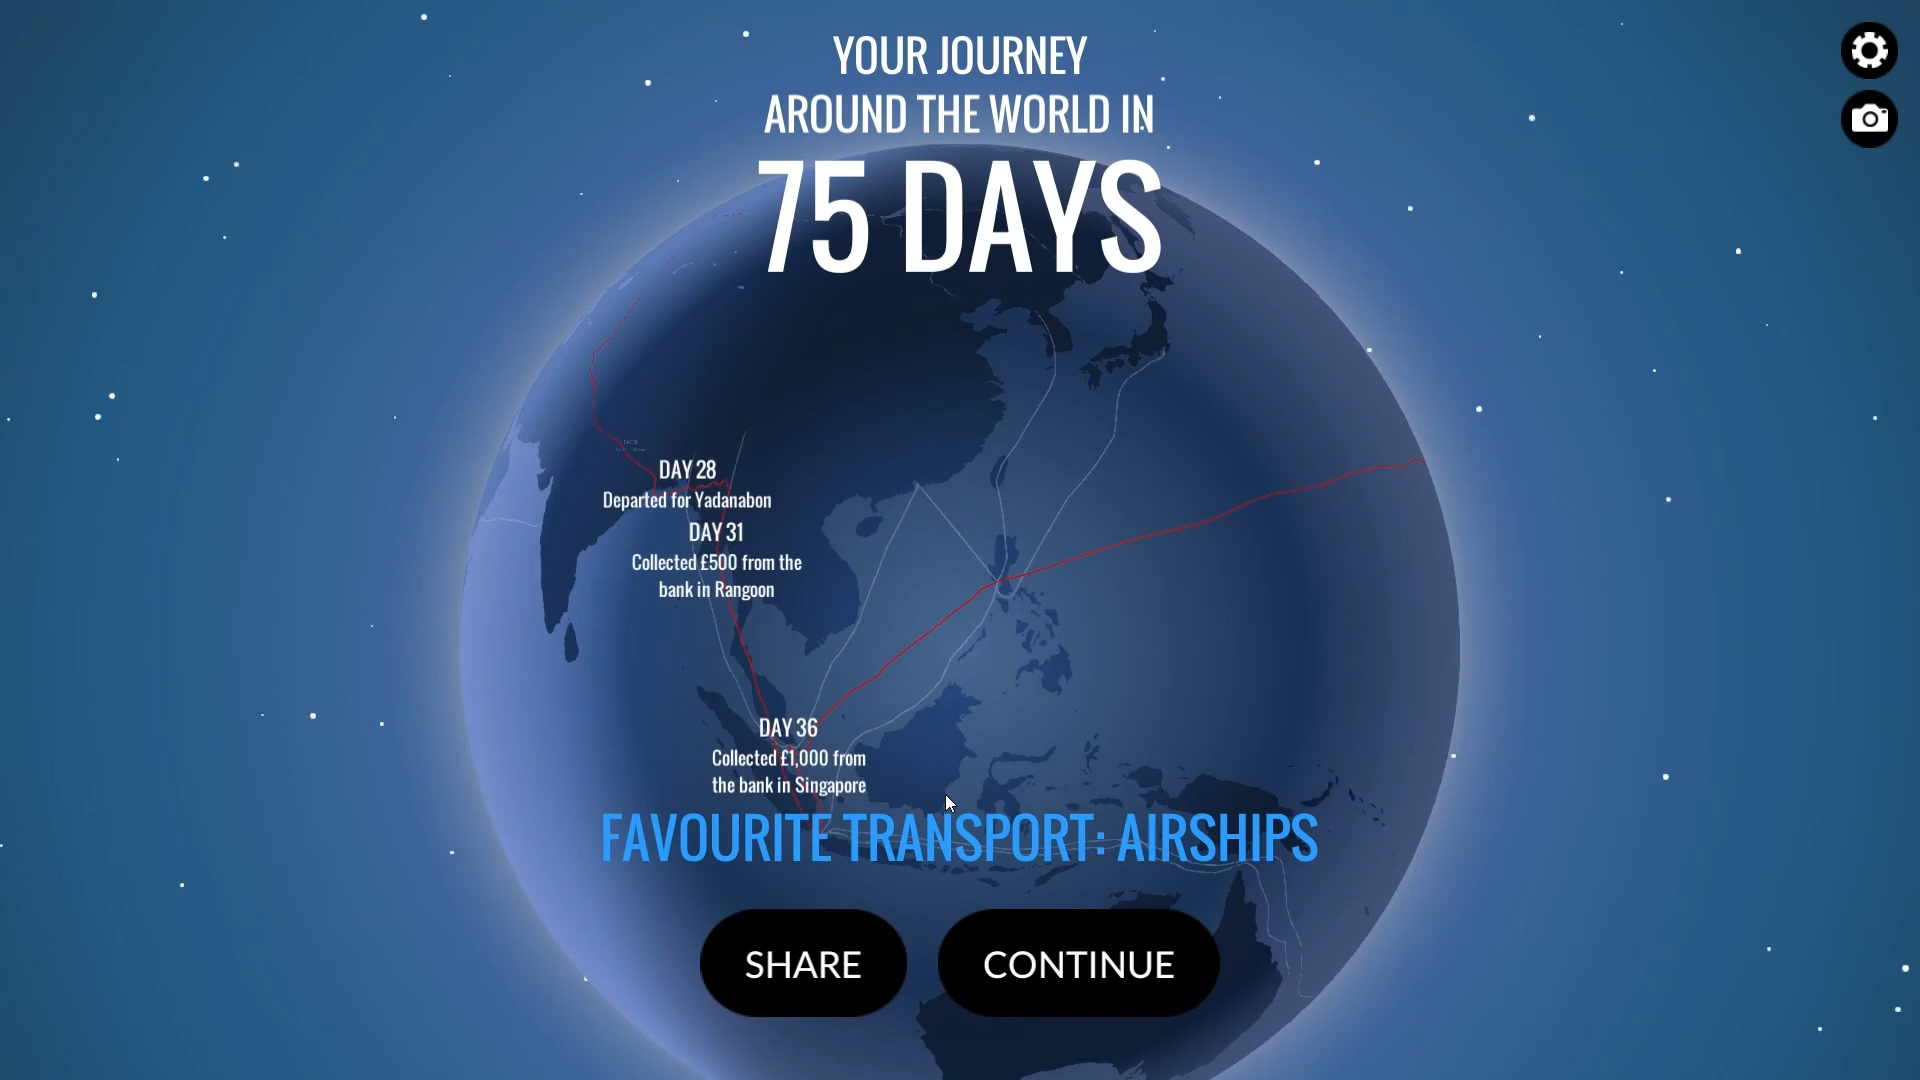 YOUR JOURNEY
AROUND THE WORLD IN
75 DAYS
DAY 28
Departed for Yadanabon
DAY 31
Collected £500 from the
bank in Rangoon
DAY 36
Collected £1,000 from
the bank in Singapore
FAVOURITE TRANSPORT: AIRSHIPS
SHARE
CONTINUE